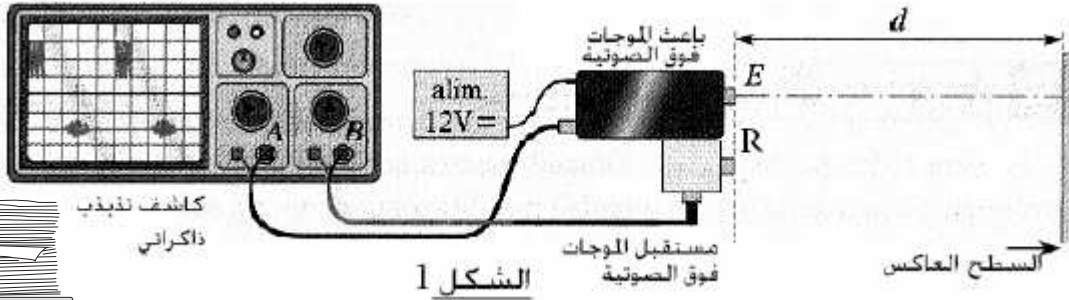 كاشف تذبذب
ذاكراتي
A
B
alim.
12V=
باعث الموجات
فوق الصوتية
E
R
d
مستقبل الموجات
فوق الصوتية
السطح العاكس
الشكل 1